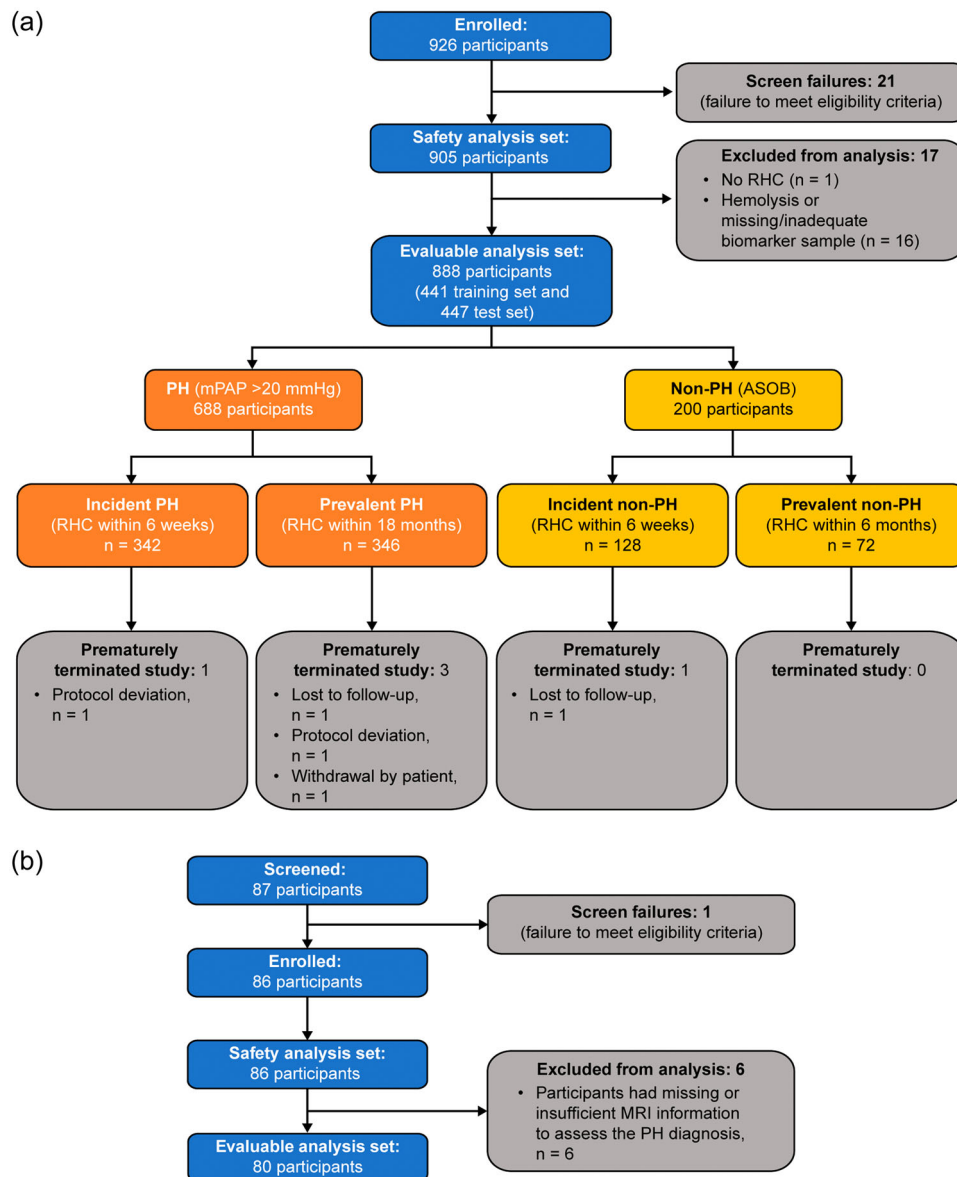 (a)
Enrolled:
926 participants
Screen failures: 21
(failure to meet eligibility criteria)
Safety analysis set:
905 participants
Excluded from analysis: 17
• No RHC (n = 1)
• Hemolysis or
missing/inadequate
biomarker sample (n = 16)
Evaluable analysis set:
888 participants
(441 training set and
447 test set)
PH (mPAP >20 mmHg)
688 participants
Non-PH (ASOB)
200 participants
Incident PH
(RHC within 6 weeks)
n = 342
Prevalent PH
(RHC within 18 months)
n = 346
Incident non-PH
(RHC within 6 weeks)
n = 128
Prevalent non-PH
(RHC within 6 months)
n = 72
Prematurely
terminated study: 1
• Protocol deviation,
n = 1
Prematurely
terminated study: 3
• Lost to follow-up,
n = 1
• Protocol deviation,
n = 1
• Withdrawal by patient,
n = 1
Prematurely
terminated study: 1
• Lost to follow-up,
n = 1
Prematurely
terminated study: 0
(b)
Screened:
87 participants
Screen failures: 1
(failure to meet eligibility criteria)
Enrolled:
86 participants
Safety analysis set:
86 participants
Excluded from analysis: 6
• Participants had missing or
insufficient MRI information
to assess the PH diagnosis,
n = 6
Evaluable analysis set:
80 participants